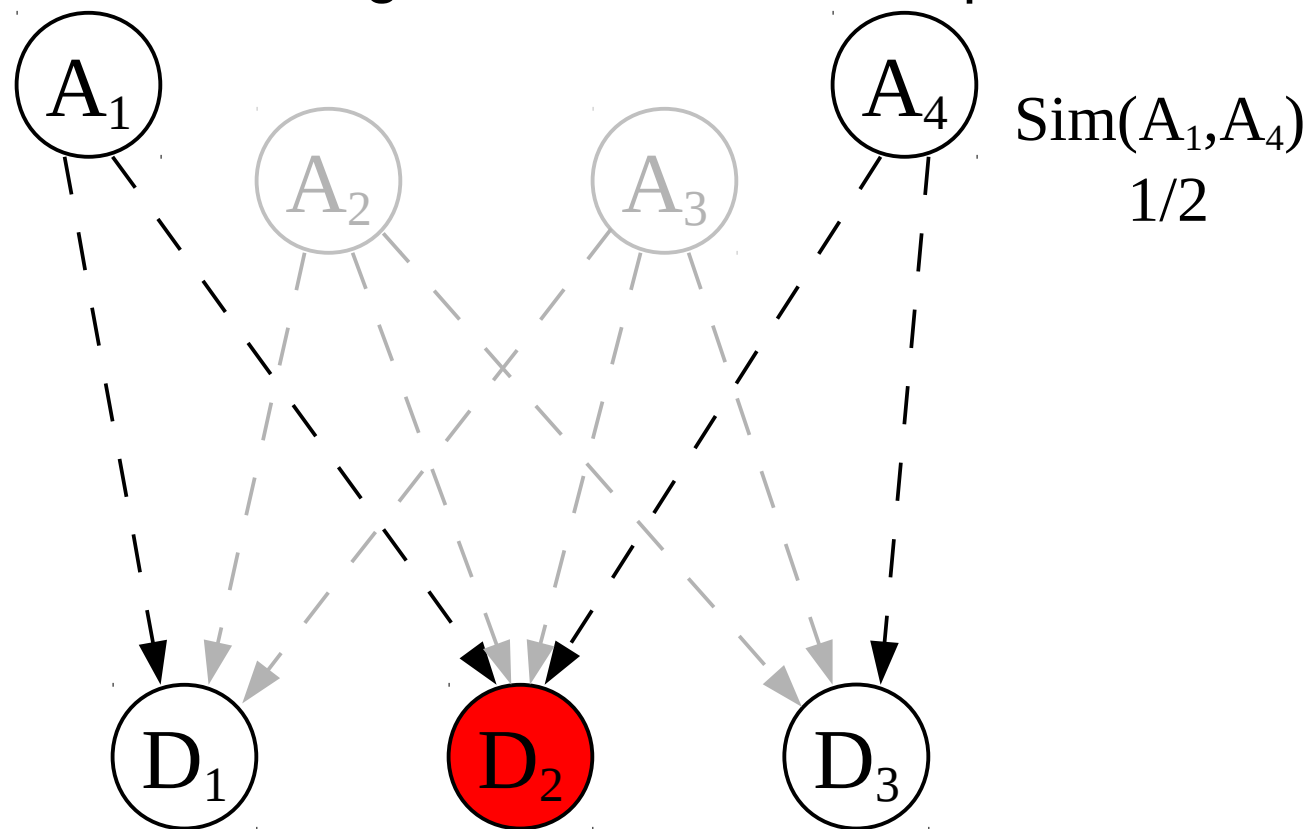 A₁
A₄
Sim(A₁,A₄)
1/2
A₂
A₃
D₁
D₂
D₃